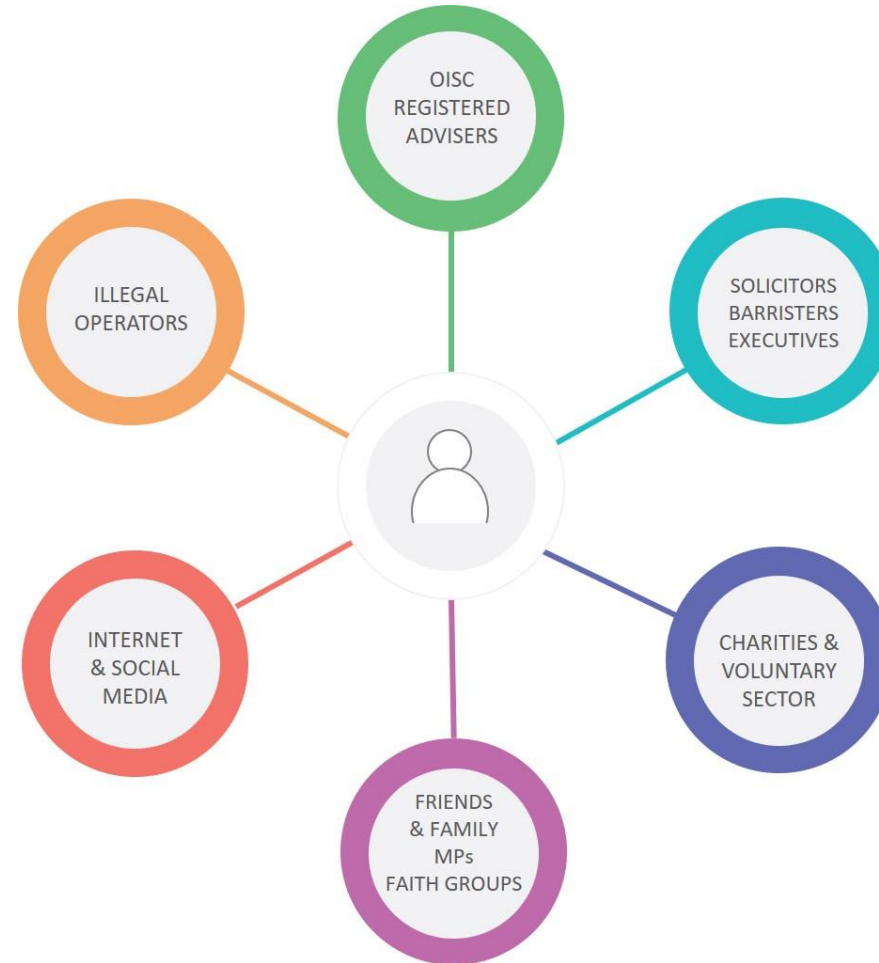 OISC
REGISTERED
ADVISERS
ILLEGAL
OPERATORS
SOLICITORS
BARRISTERS
EXECUTIVES
INTERNET
& SOCIAL
MEDIA
CHARITIES &
VOLUNTARY
SECTOR
FRIENDS
& FAMILY
MPs
FAITH GROUPS